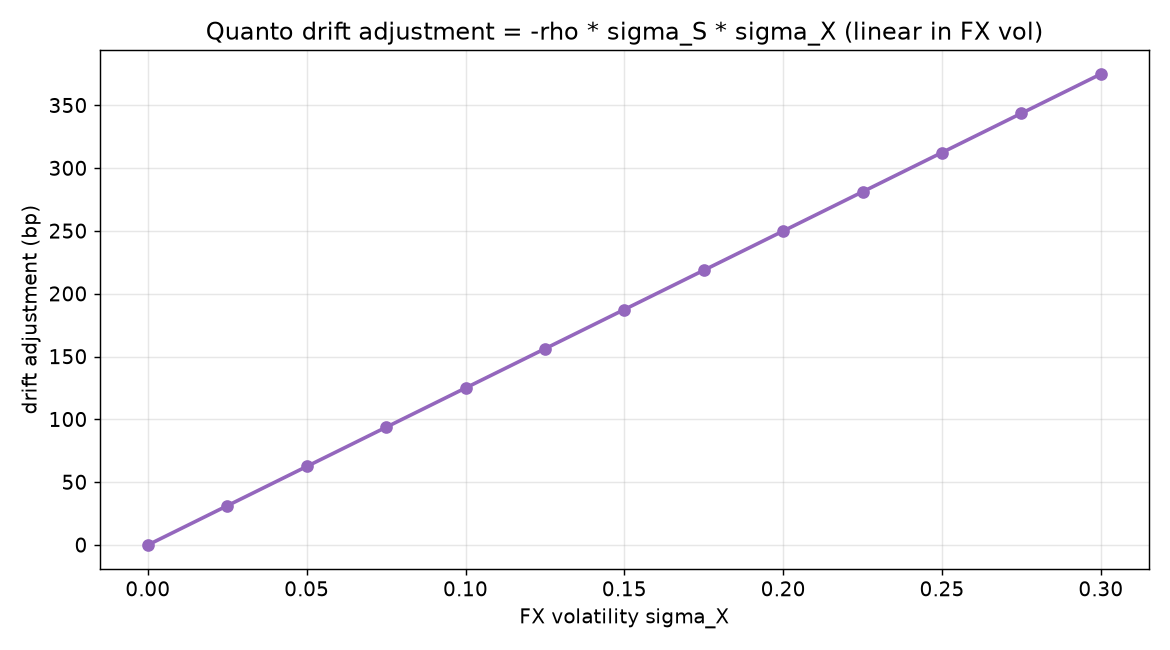 Quanto drift adjustment = -rho * sigma_S * sigma_X (linear in FX vol)
drift adjustment (bp)
350
300
250
200
150
100
50
0
0.00 0.05 0.10 0.15 0.20 0.25 0.30
FX volatility sigma_X